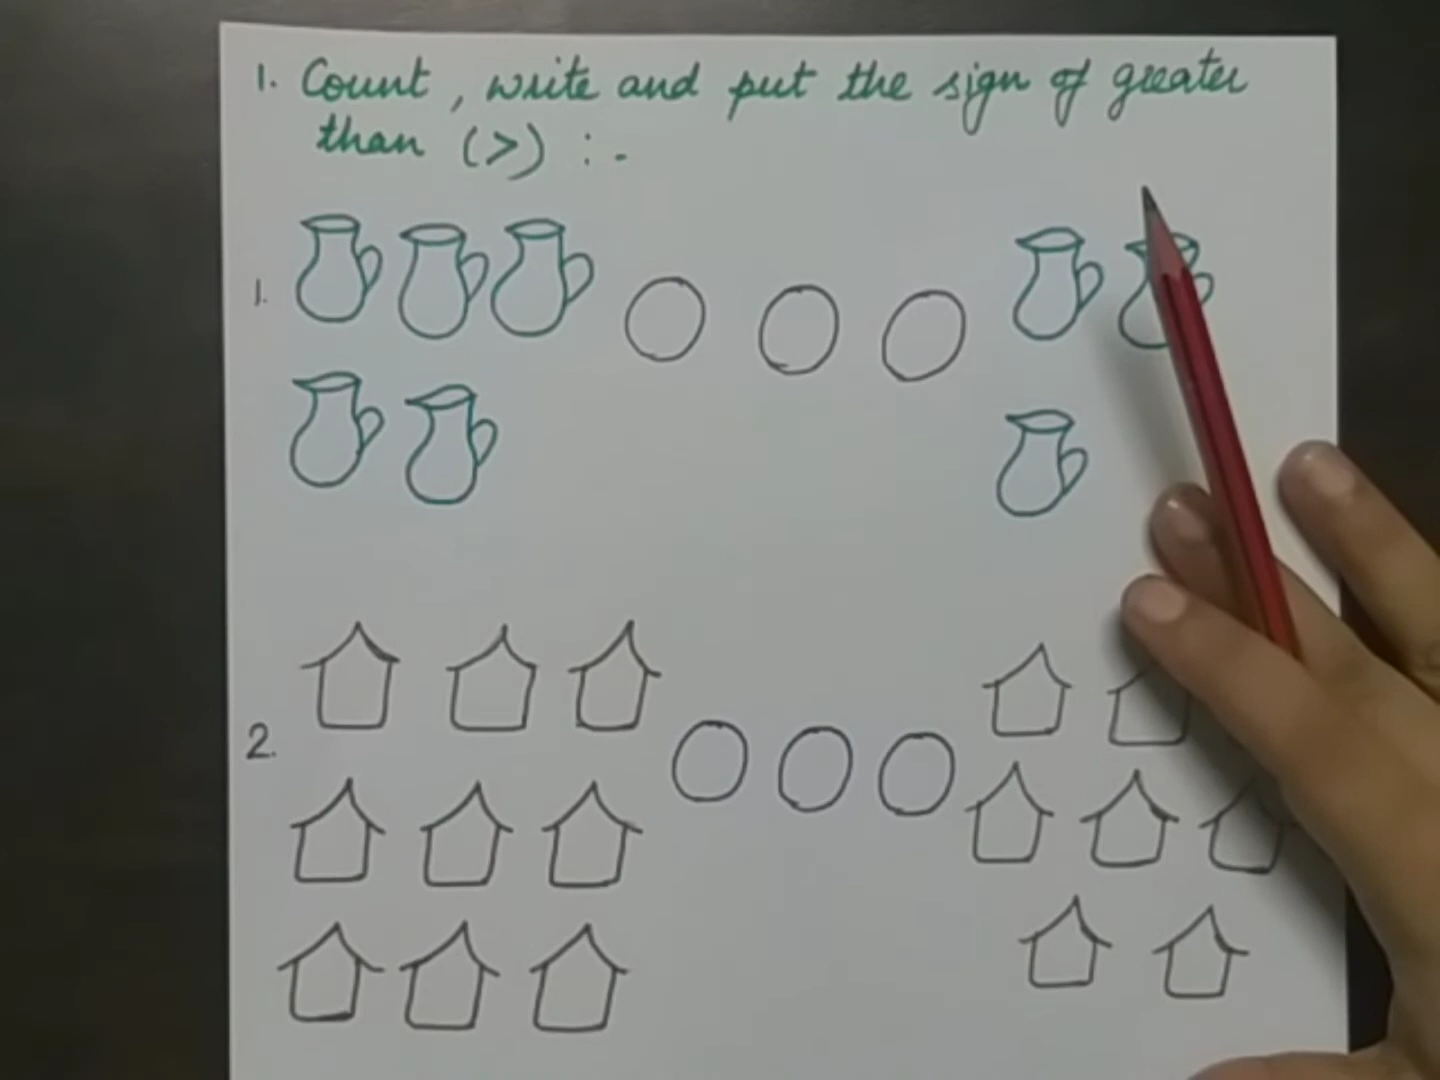 1. Count, write and put the sign of greater
than (>) :-
1.
2.